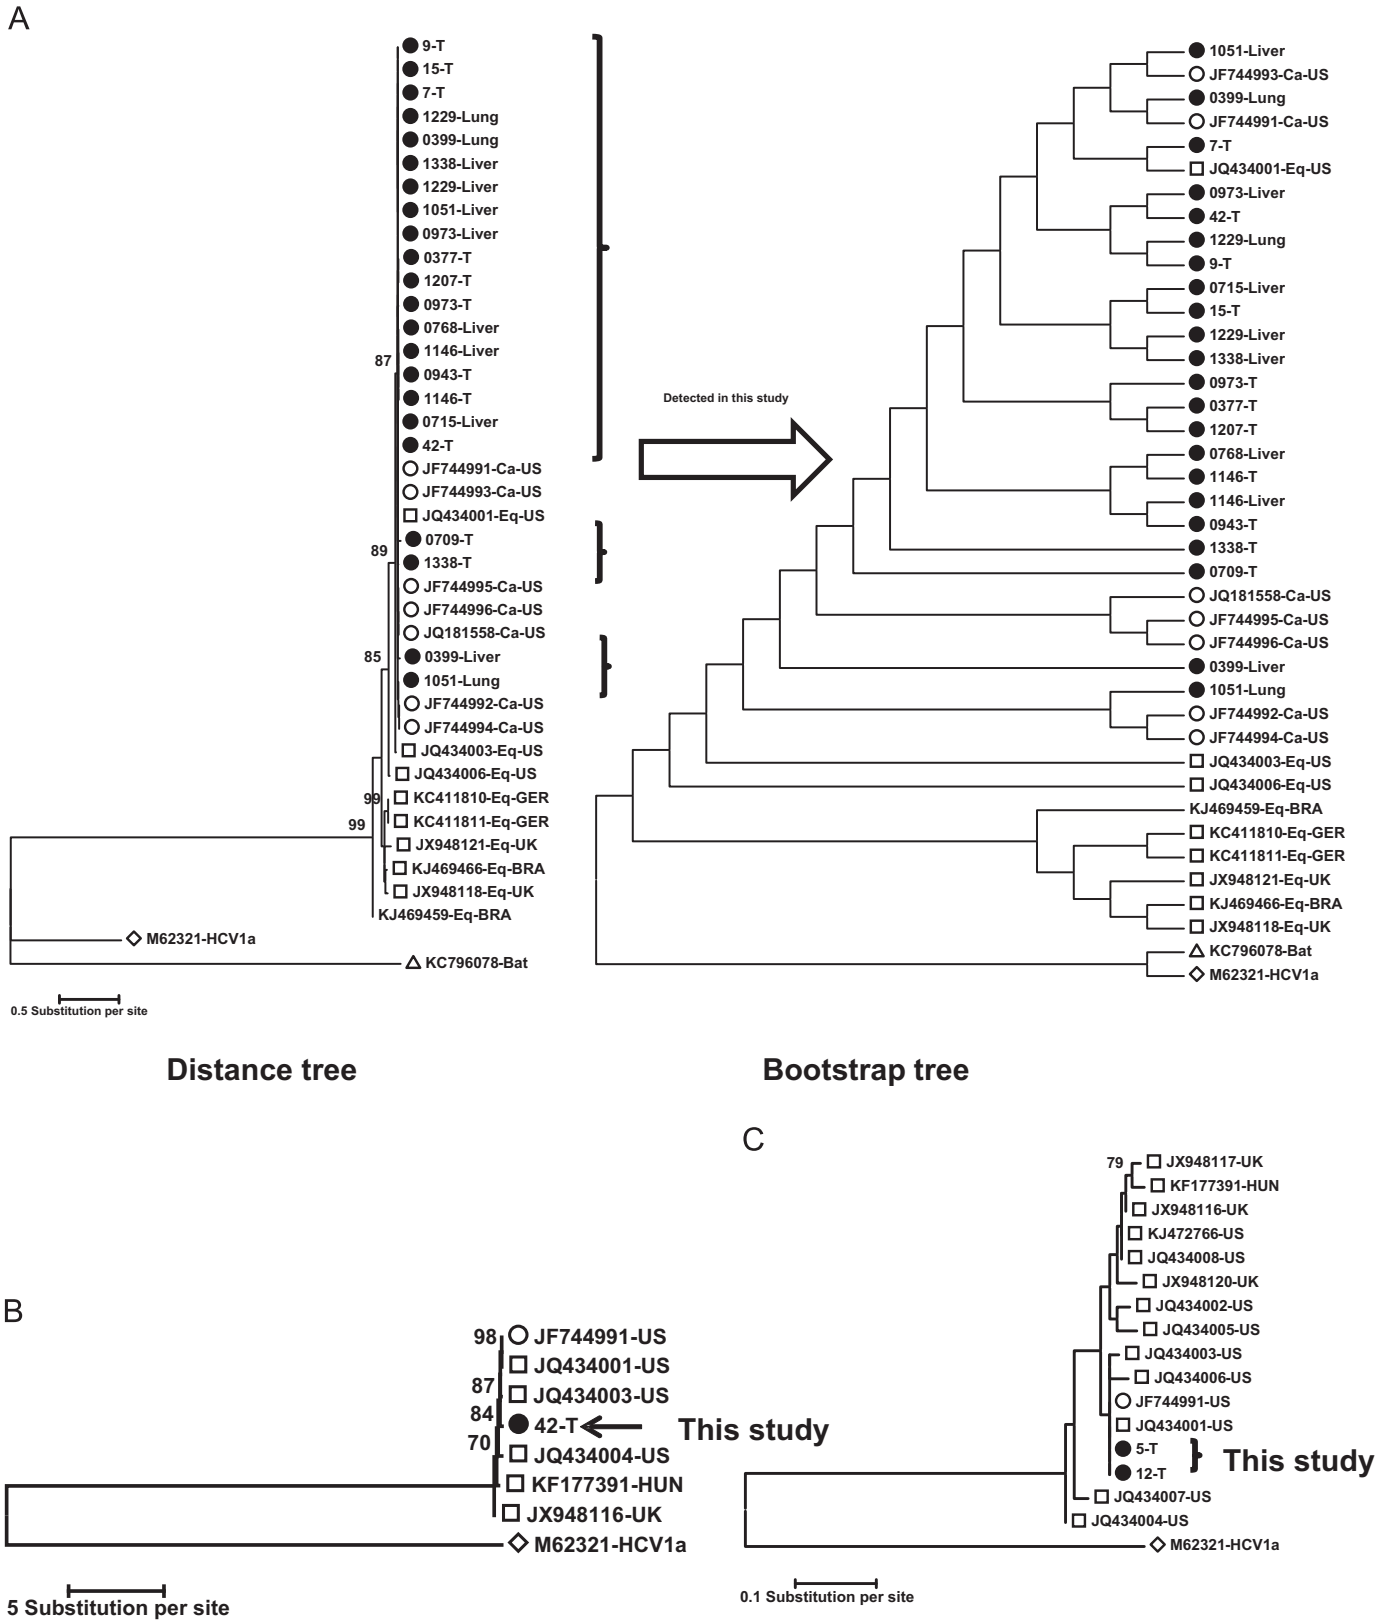 A
9-T
15-T
7-T
1229-Lung
0399-Lung
1338-Liver
1229-Liver
1051-Liver
0973-Liver
0377-T
1207-T
0973-T
0768-Liver
1146-Liver
87
0943-T
1146-T
0715-Liver
42-T
JF744991-Ca-US
JF744993-Ca-US
JQ434001-Eq-US
0709-T
89
1338-T
JF744995-Ca-US
JF744996-Ca-US
JQ181558-Ca-US
85
0399-Liver
1051-Lung
JF744992-Ca-US
JF744994-Ca-US
JQ434003-Eq-US
JQ434006-Eq-US
99
KC411810-Eq-GER
KC411811-Eq-GER
99
JX948121-Eq-UK
KJ469466-Eq-BRA
JX948118-Eq-UK
KJ469459-Eq-BRA
M62321-HCV1a
KC796078-Bat
0.5 Substitution per site
Distance tree
Detected in this study
1051-Liver
JF744993-Ca-US
0399-Lung
JF744991-Ca-US
7-T
JQ434001-Eq-US
0973-Liver
42-T
1229-Lung
9-T
0715-Liver
15-T
1229-Liver
1338-Liver
0973-T
0377-T
1207-T
0768-Liver
1146-T
1146-Liver
0943-T
1338-T
0709-T
JQ181558-Ca-US
JF744995-Ca-US
JF744996-Ca-US
0399-Liver
1051-Lung
JF744992-Ca-US
JF744994-Ca-US
JQ434003-Eq-US
JQ434006-Eq-US
KJ469459-Eq-BRA
KC411810-Eq-GER
KC411811-Eq-GER
JX948121-Eq-UK
KJ469466-Eq-BRA
JX948118-Eq-UK
KC796078-Bat
M62321-HCV1a
Bootstrap tree
B
98
JF744991-US
JQ434001-US
87
JQ434003-US
84
42-T
This study
70
JQ434004-US
KF177391-HUN
JX948116-UK
M62321-HCV1a
5 Substitution per site
C
79
JX948117-UK
KF177391-HUN
JX948116-UK
KJ472766-US
JQ434008-US
JX948120-UK
JQ434002-US
JQ434005-US
JQ434003-US
JQ434006-US
JF744991-US
JQ434001-US
5-T
This study
12-T
JQ434007-US
JQ434004-US
M62321-HCV1a
0.1 Substitution per site